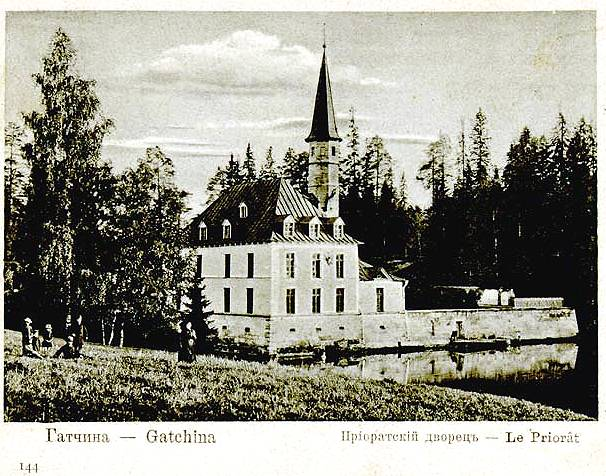 Гатчина — Gatchina
Пріоратскій дворецъ — Le Priorât
144